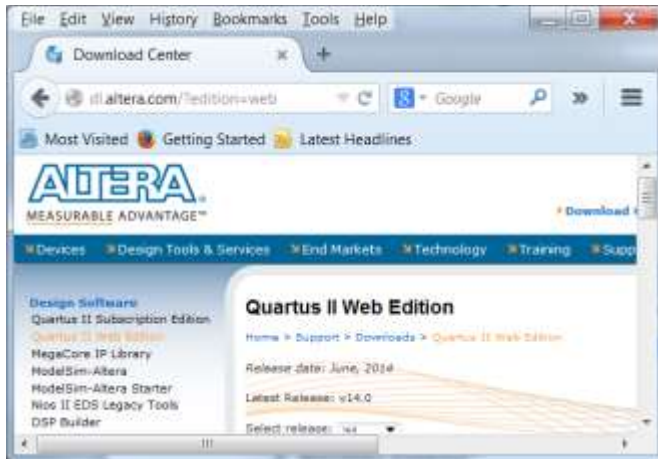 File Edit View History Bookmarks Tools Help
Download Center
dl.altera.com/?edition=web
Google
Most Visited Getting Started Latest Headlines
ALTERA
MEASURABLE ADVANTAGE™
Download
Devices Design Tools & Services End Markets Technology Training Supp
Design Software
Quartus II Subscription Edition
Quartus II Web Edition
MegaCore IP Library
ModelSim-Altera
ModelSim-Altera Starter
Nios II EDS Legacy Tools
DSP Builder
Quartus II Web Edition
Home > Support > Downloads > Quartus II Web Edition
Release date: June, 2014
Latest Release: v14.0
Select release: